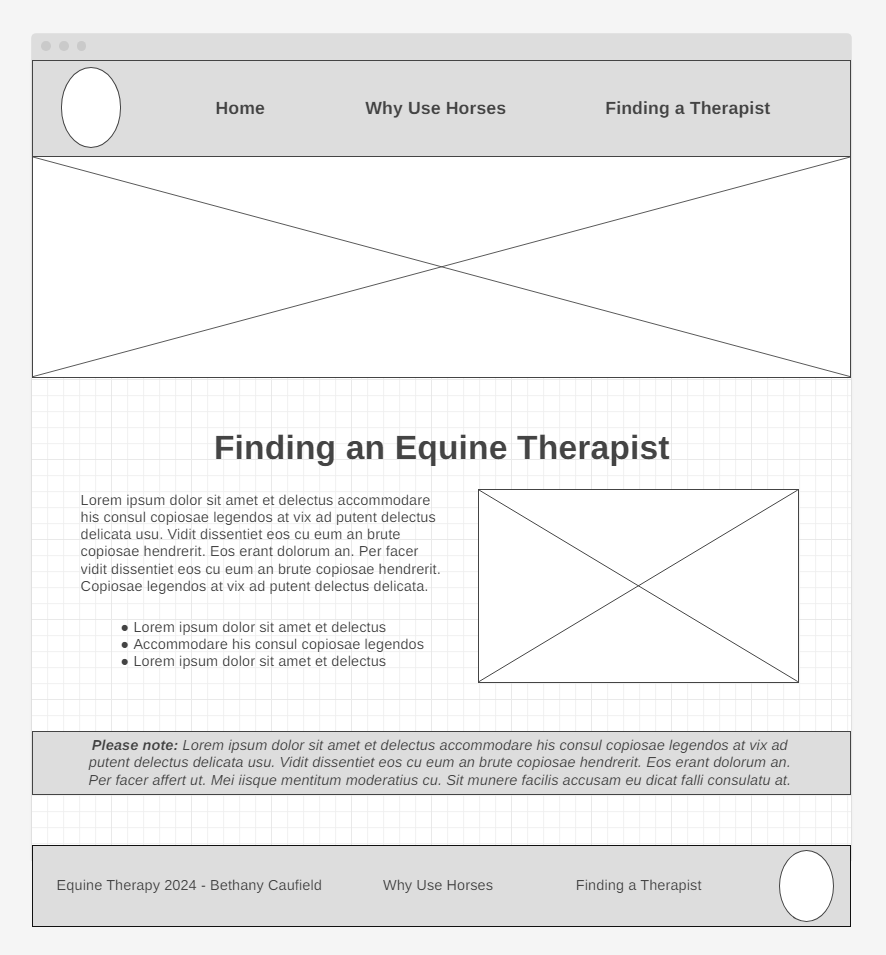 Home
Why Use Horses
Finding a Therapist
Finding an Equine Therapist
Lorem ipsum dolor sit amet et delectus accommodare
his consul copiosae legendos at vix ad putent delectus
delicata usu. Vidit dissentiet eos cu eum an brute
copiosae hendrerit. Eos erant dolorum an. Per facer
vidit dissentiet eos cu eum an brute copiosae hendrerit.
Copiosae legendos at vix ad putent delectus delicata.
● Lorem ipsum dolor sit amet et delectus
● Accommodare his consul copiosae legendos
● Lorem ipsum dolor sit amet et delectus
Please note: Lorem ipsum dolor sit amet et delectus accommodare his consul copiosae legendos at vix ad
putent delectus delicata usu. Vidit dissentiet eos cu eum an brute copiosae hendrerit. Eos erant dolorum an.
Per facer affert ut. Mei iisque mentitum moderatius cu. Sit munere facilis accusam eu dicat falli consulatu at.
Equine Therapy 2024 - Bethany Caufield
Why Use Horses
Finding a Therapist